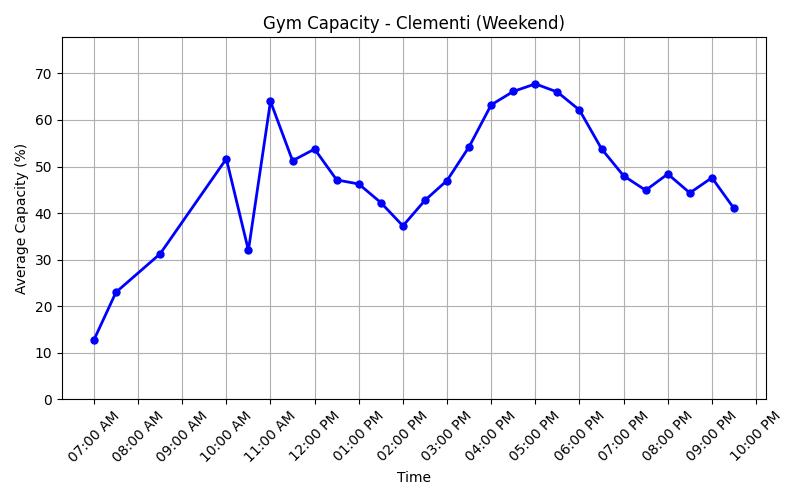 Gym Capacity - Clementi (Weekend)
Average Capacity (%)
70
60
50
40
30
20
10
0
07:00 AM
08:00 AM
09:00 AM
10:00 AM
11:00 AM
12:00 PM
01:00 PM
02:00 PM
03:00 PM
04:00 PM
05:00 PM
06:00 PM
07:00 PM
08:00 PM
09:00 PM
10:00 PM
Time